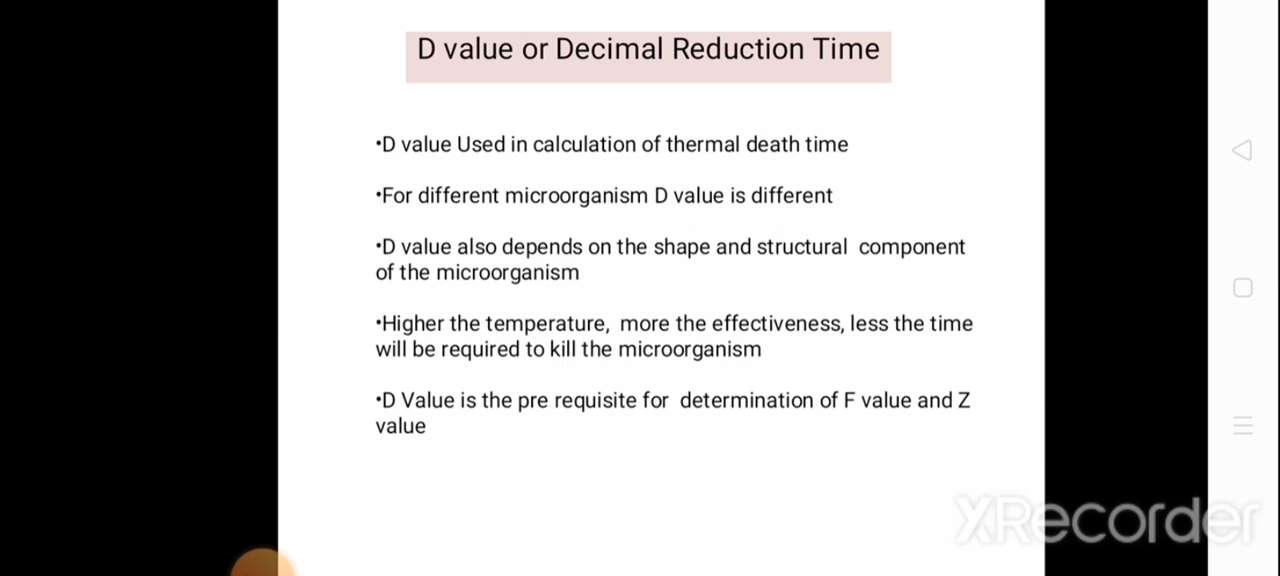 D value or Decimal Reduction Time
•D value Used in calculation of thermal death time
•For different microorganism D value is different
•D value also depends on the shape and structural component
of the microorganism
•Higher the temperature, more the effectiveness, less the time
will be required to kill the microorganism
•D Value is the pre requisite for determination of F value and Z
value
XRecorder